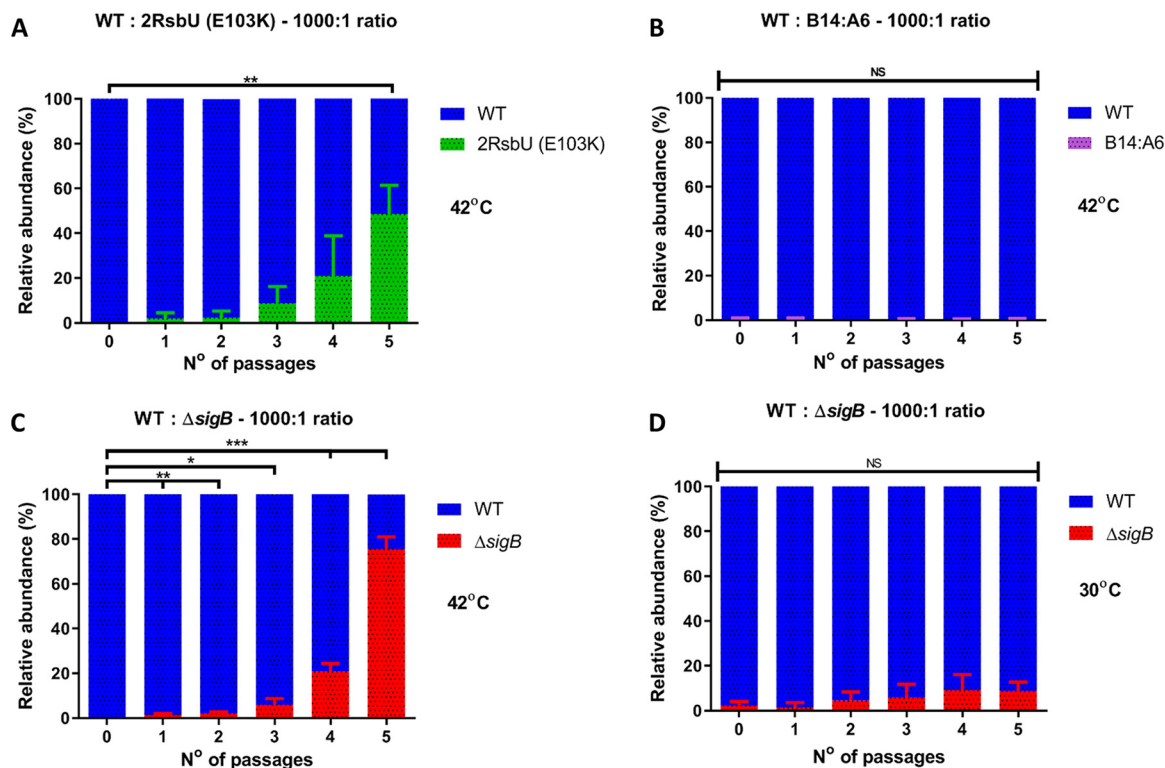 A
WT : 2RsbU (E103K) - 1000:1 ratio
**
Relative abundance (%)
100
80
60
40
20
0
0 1 2 3 4 5
Nº of passages
WT
2RsbU (E103K)
42°C
B
WT : B14:A6 - 1000:1 ratio
NS
Relative abundance (%)
100
80
60
40
20
0
0 1 2 3 4 5
Nº of passages
WT
B14:A6
42°C
C
WT : ΔsigB - 1000:1 ratio
***
*
**
Relative abundance (%)
100
80
60
40
20
0
0 1 2 3 4 5
Nº of passages
WT
ΔsigB
42°C
D
WT : ΔsigB - 1000:1 ratio
NS
Relative abundance (%)
100
80
60
40
20
0
0 1 2 3 4 5
Nº of passages
WT
ΔsigB
30°C